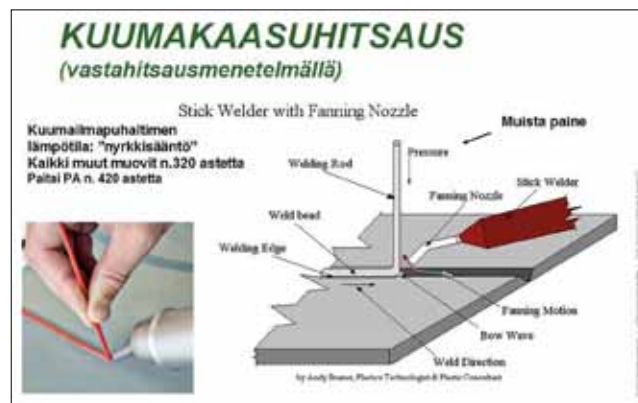 KUUMAKAASUHITSAUS
(vastahitsausmenetelmällä)
Stick Welder with Fanning Nozzle
Kuumailmapuhaltimen
lämpötila: "nyrkkisääntö"
Kaikki muut muovit n.320 astetta
Paitsi PA n. 420 astetta
Muista paine
Pressure
Welding Rod
Fanning Nozzle
Stick Welder
Weld bead
Welding Edge
Fanning Motion
Bow Wave
Weld Direction
by Andy Plastics Technologist & Plastic Consultant